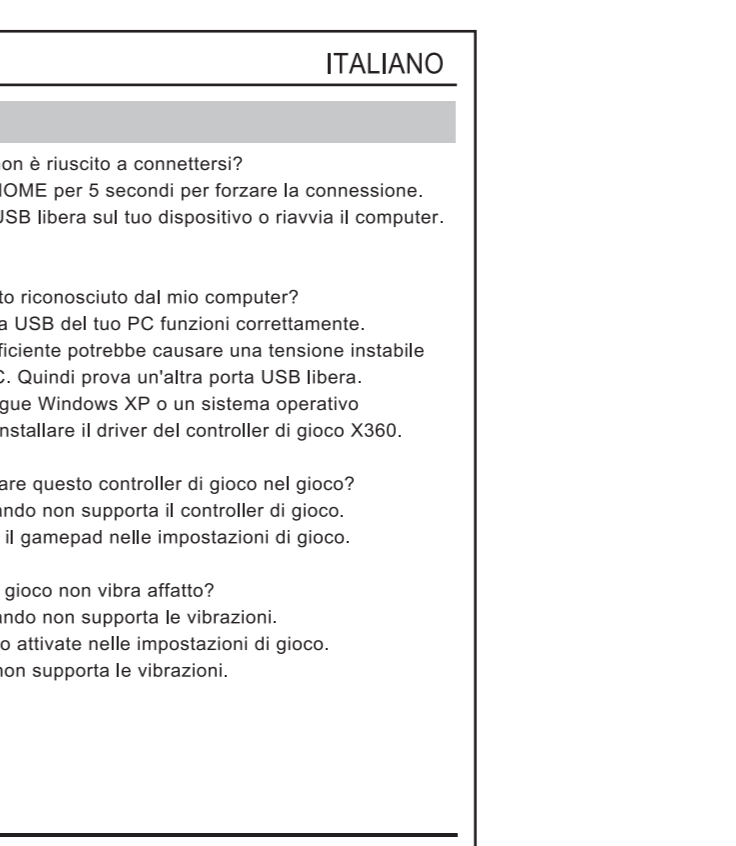 ITALIANO
non è riuscito a connettersi?
HOME per 5 secondi per forzare la connessione.
USB libera sul tuo dispositivo o riavvia il computer.
to riconosciuto dal mio computer?
a USB del tuo PC funzioni correttamente.
ficiente potrebbe causare una tensione instabile
C. Quindi prova un'altra porta USB libera.
gue Windows XP o un sistema operativo
nstallare il driver del controller di gioco X360.
are questo controller di gioco nel gioco?
ando non supporta il controller di gioco.
il gamepad nelle impostazioni di gioco.
gioco non vibra affatto?
ando non supporta le vibrazioni.
o attivate nelle impostazioni di gioco.
non supporta le vibrazioni.